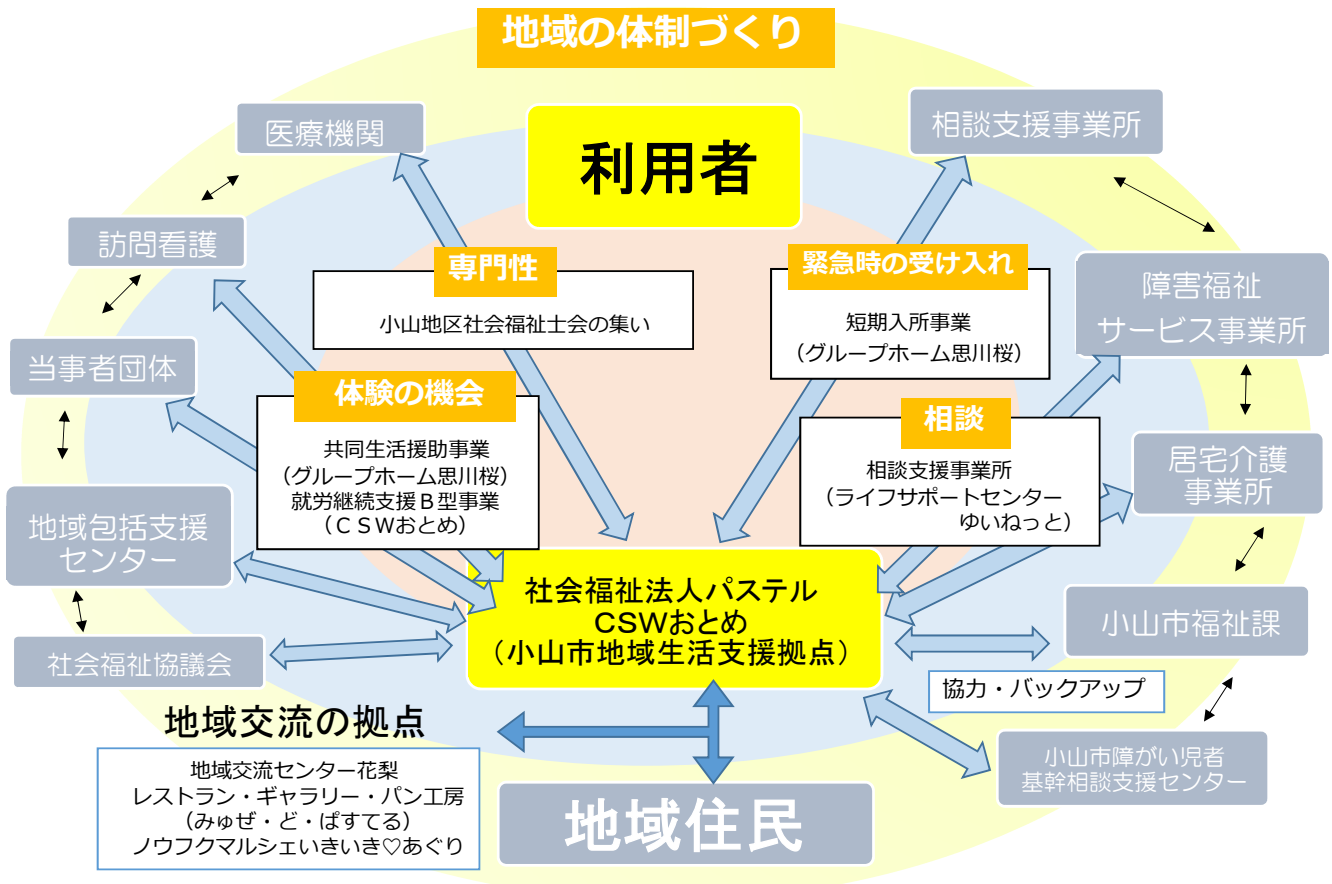 地域の体制づくり
医療機関
利用者
相談支援事業所
訪問看護
専門性
小山地区社会福祉士会の集い
緊急時の受け入れ
短期入所事業
（グループホーム思川桜）
障害福祉
サービス事業所
当事者団体
体験の機会
共同生活援助事業
（グループホーム思川桜）
就労継続支援Ｂ型事業
（ＣＳＷおとめ）
相談
相談支援事業所
（ライフサポートセンター
ゆいねっと）
居宅介護
事業所
地域包括支援
センター
社会福祉法人パステル
CSWおとめ
（小山市地域生活支援拠点）
小山市福祉課
社会福祉協議会
協力・バックアップ
地域交流の拠点
地域交流センター花梨
レストラン・ギャラリー・パン工房
（みゅぜ・ど・ぱすてる）
ノウフクマルシェいきいき♡あぐり
地域住民
小山市障がい児者
基幹相談支援センター